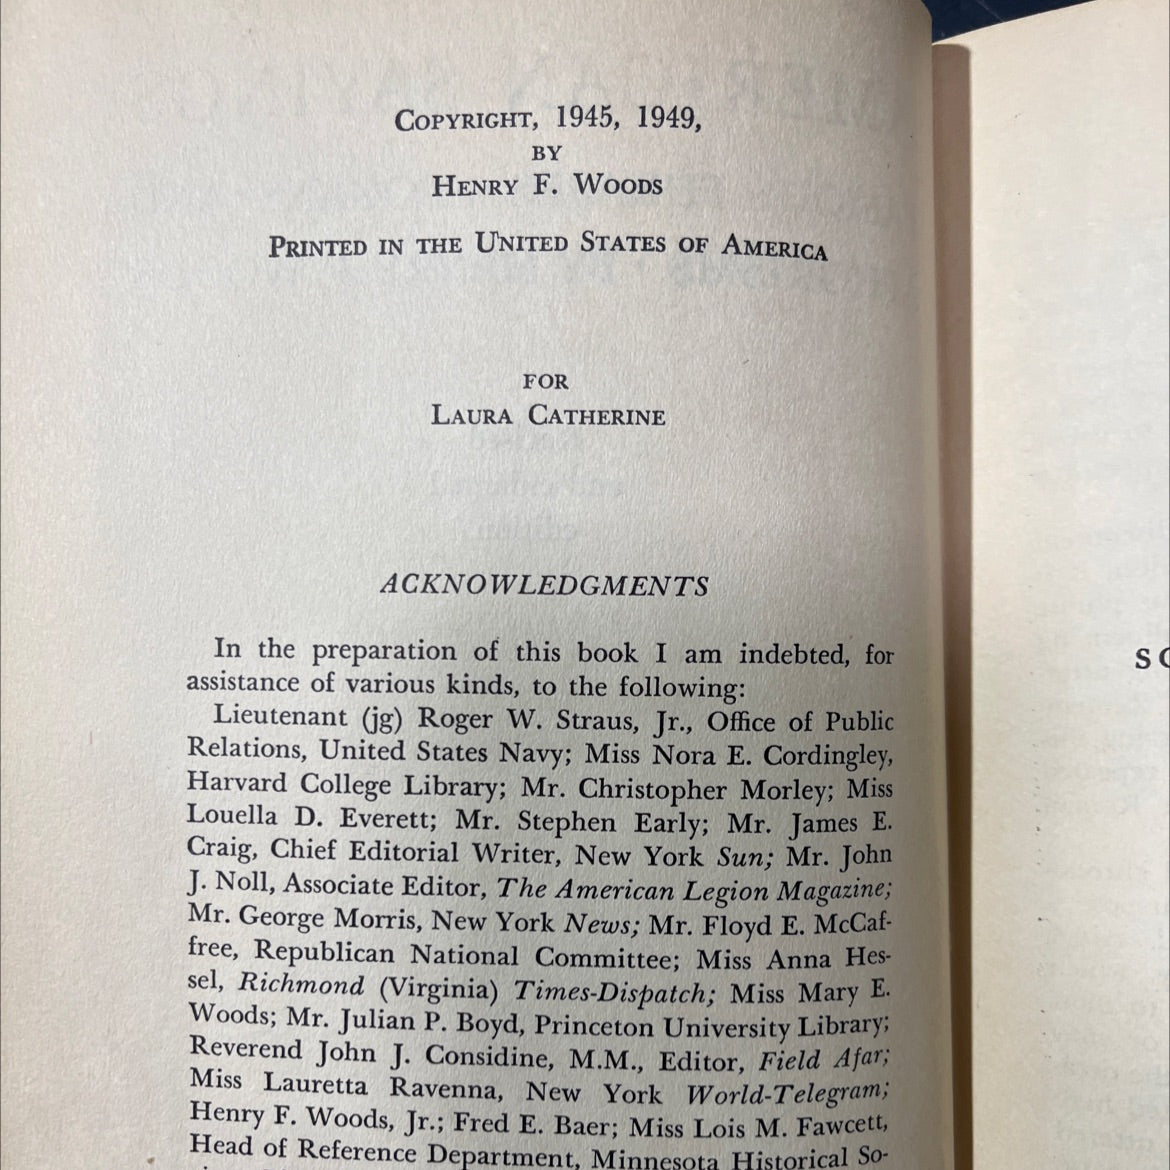 COPYRIGHT, 1945, 1949,
BY
HENRY F. WOODS
PRINTED IN THE UNITED STATES OF AMERICA
FOR
LAURA CATHERINE
ACKNOWLEDGMENTS
In the preparation of this book I am indebted, for
assistance of various kinds, to the following:
Lieutenant (jg) Roger W. Straus, Jr., Office of Public
Relations, United States Navy; Miss Nora E. Cordingley,
Harvard College Library; Mr. Christopher Morley; Miss
Louella D. Everett; Mr. Stephen Early; Mr. James E.
Craig, Chief Editorial Writer, New York Sun; Mr. John
J. Noll, Associate Editor, The American Legion Magazine;
Mr. George Morris, New York News; Mr. Floyd E. McCaf-
free, Republican National Committee; Miss Anna Hes-
sel, Richmond (Virginia) Times-Dispatch; Miss Mary E.
Woods; Mr. Julian P. Boyd, Princeton University Library;
Reverend John J. Considine, M.M., Editor, Field Afar;
Miss Lauretta Ravenna, New York World-Telegram;
Henry F. Woods, Jr.; Fred E. Baer; Miss Lois M. Fawcett,
Head of Reference Department, Minnesota Historical So-